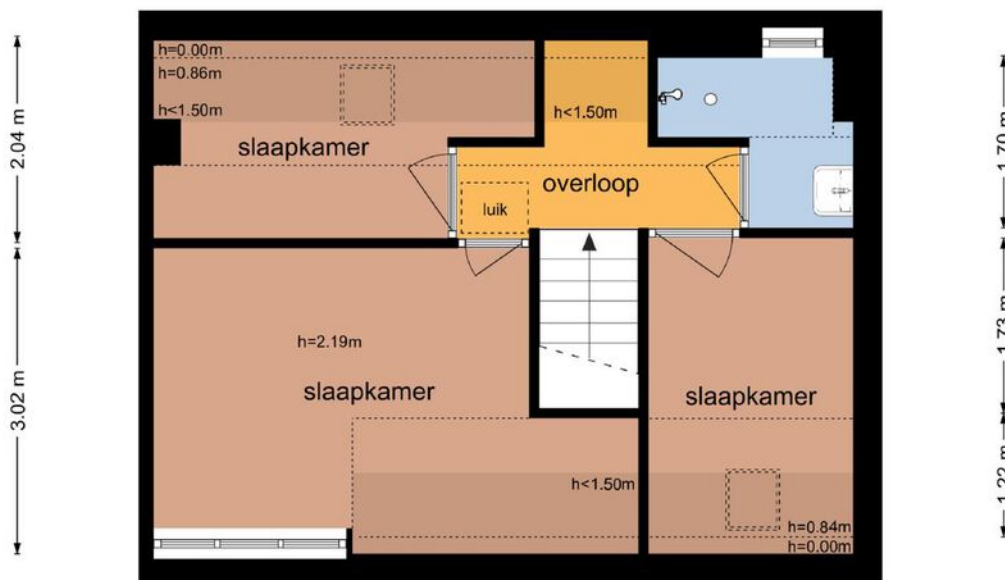 h=0.00m
h=0.86m
h<1.50m
slaapkamer
h<1.50m
overloop
luik
h=2.19m
slaapkamer
slaapkamer
h<1.50m
h=0.84m
h=0.00m
2.04 m
3.02 m
1.70 m
1.73 m
1.22 m